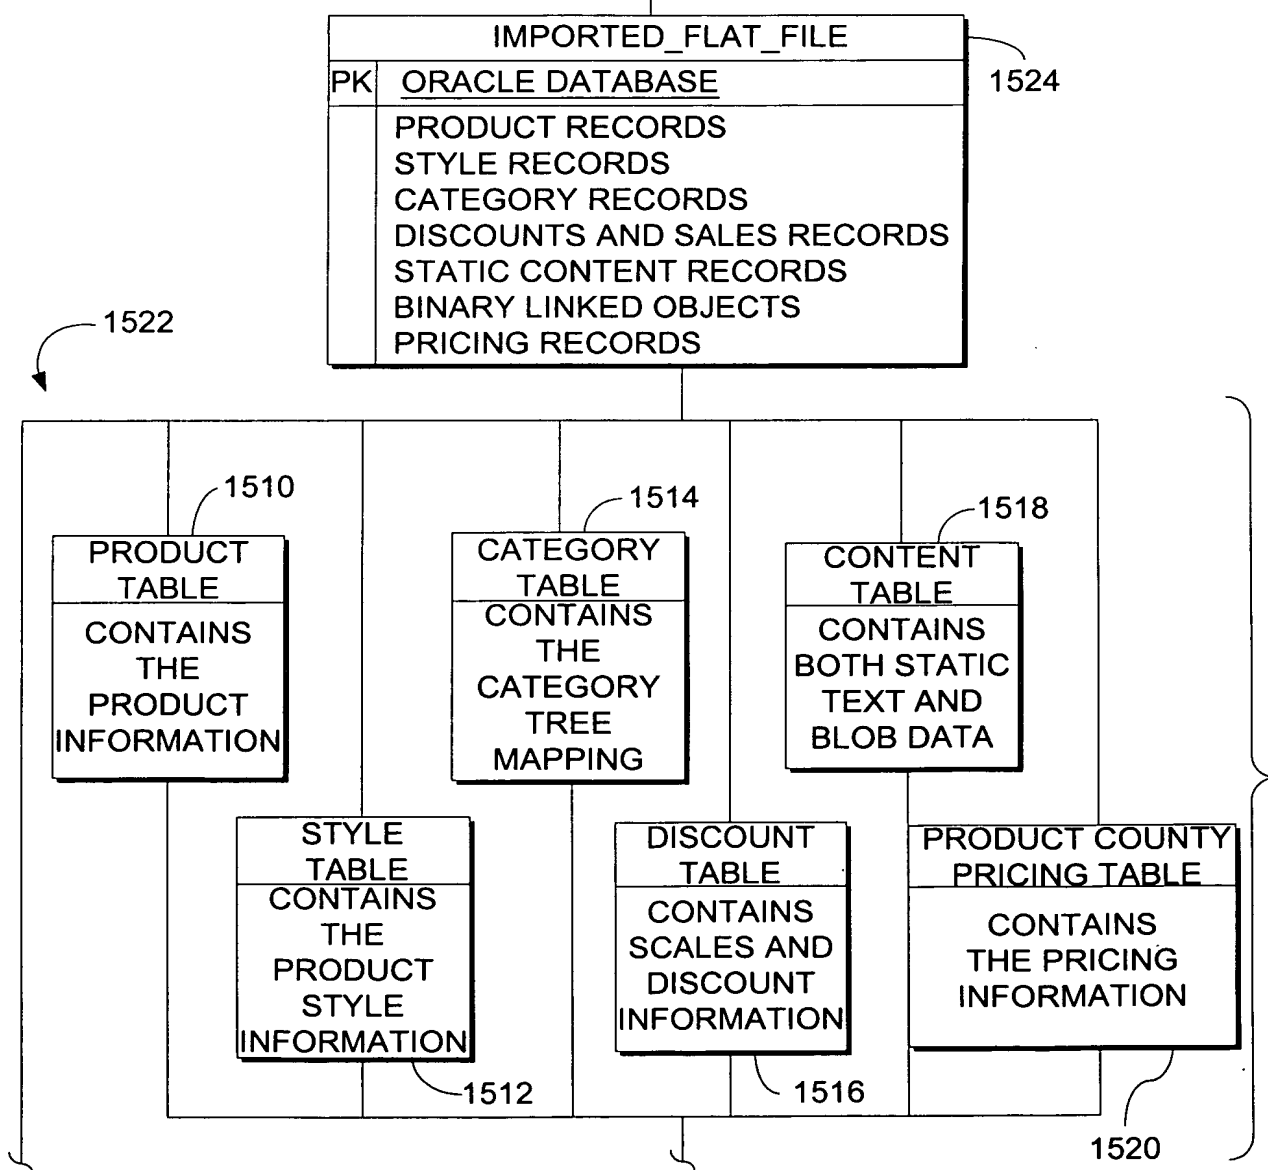 IMPORTED_FLAT_FILE
1524
PK ORACLE DATABASE
PRODUCT RECORDS
STYLE RECORDS
CATEGORY RECORDS
DISCOUNTS AND SALES RECORDS
STATIC CONTENT RECORDS
BINARY LINKED OBJECTS
PRICING RECORDS
1522
1510
PRODUCT
TABLE
CONTAINS
THE
PRODUCT
INFORMATION
1514
CATEGORY
TABLE
CONTAINS
THE
CATEGORY
TREE
MAPPING
1518
CONTENT
TABLE
CONTAINS
BOTH STATIC
TEXT AND
BLOB DATA
STYLE
TABLE
CONTAINS
THE
PRODUCT
STYLE
INFORMATION
1512
DISCOUNT
TABLE
CONTAINS
SCALES AND
DISCOUNT
INFORMATION
1516
PRODUCT COUNTY
PRICING TABLE
CONTAINS
THE PRICING
INFORMATION
1520